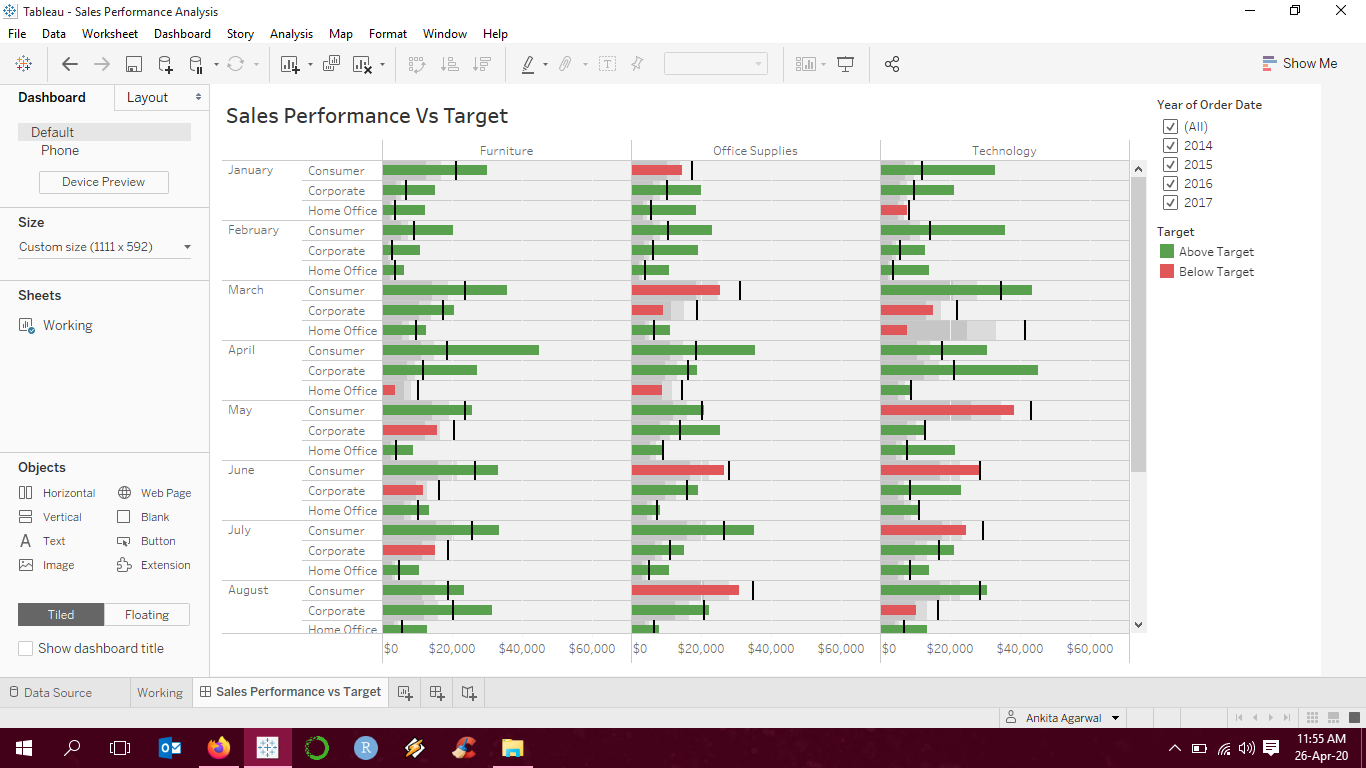 Tableau - Sales Performance Analysis
File Data Worksheet Dashboard Story Analysis Map Format Window Help
Show Me
Dashboard Layout
Default
Phone
Device Preview
Size
Custom size (1111 x 592)
Sheets
Working
Objects
Horizontal Web Page
Vertical Blank
Text Button
Image Extension
Tiled Floating
Show dashboard title
Sales Performance Vs Target
Furniture Office Supplies Technology
January Consumer
Corporate
Home Office
February Consumer
Corporate
Home Office
March Consumer
Corporate
Home Office
April Consumer
Corporate
Home Office
May Consumer
Corporate
Home Office
June Consumer
Corporate
Home Office
July Consumer
Corporate
Home Office
August Consumer
Corporate
Home Office
$0 $20,000 $40,000 $60,000 $0 $20,000 $40,000 $60,000 $0 $20,000 $40,000 $60,000
Year of Order Date
(All)
2014
2015
2016
2017
Target
Above Target
Below Target
Data Source Working Sales Performance vs Target
Ankita Agarwal
11:55 AM
26-Apr-20